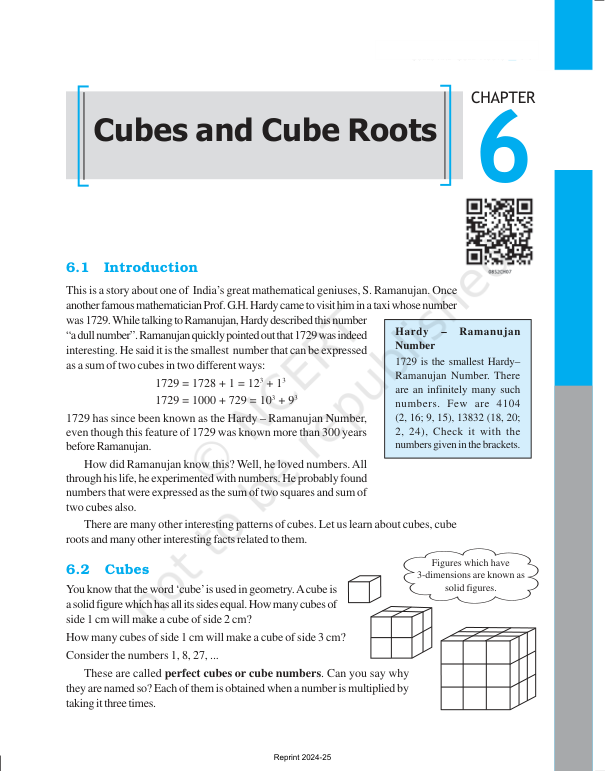 CHAPTER
6
Cubes and Cube Roots
0852CH07
6.1 Introduction
This is a story about one of India's great mathematical geniuses, S. Ramanujan. Once
another famous mathematician Prof. G.H. Hardy came to visit him in a taxi whose number
was 1729. While talking to Ramanujan, Hardy described this number
“a dull number”. Ramanujan quickly pointed out that 1729 was indeed
interesting. He said it is the smallest number that can be expressed
as a sum of two cubes in two different ways:
1729 = 1728 + 1 = 12³ + 1³
1729 = 1000 + 729 = 10³ + 9³
1729 has since been known as the Hardy – Ramanujan Number,
even though this feature of 1729 was known more than 300 years
before Ramanujan.
How did Ramanujan know this? Well, he loved numbers. All
through his life, he experimented with numbers. He probably found
numbers that were expressed as the sum of two squares and sum of
two cubes also.
There are many other interesting patterns of cubes. Let us learn about cubes, cube
roots and many other interesting facts related to them.
Hardy – Ramanujan
Number
1729 is the smallest Hardy–
Ramanujan Number. There
are an infinitely many such
numbers. Few are 4104
(2, 16; 9, 15), 13832 (18, 20;
2, 24), Check it with the
numbers given in the brackets.
6.2 Cubes
You know that the word ‘cube’ is used in geometry. A cube is
a solid figure which has all its sides equal. How many cubes of
side 1 cm will make a cube of side 2 cm?
How many cubes of side 1 cm will make a cube of side 3 cm?
Consider the numbers 1, 8, 27, ...
These are called perfect cubes or cube numbers. Can you say why
they are named so? Each of them is obtained when a number is multiplied by
taking it three times.
Figures which have
3-dimensions are known as
solid figures.
© NCERT
not to be republished
Reprint 2024-25